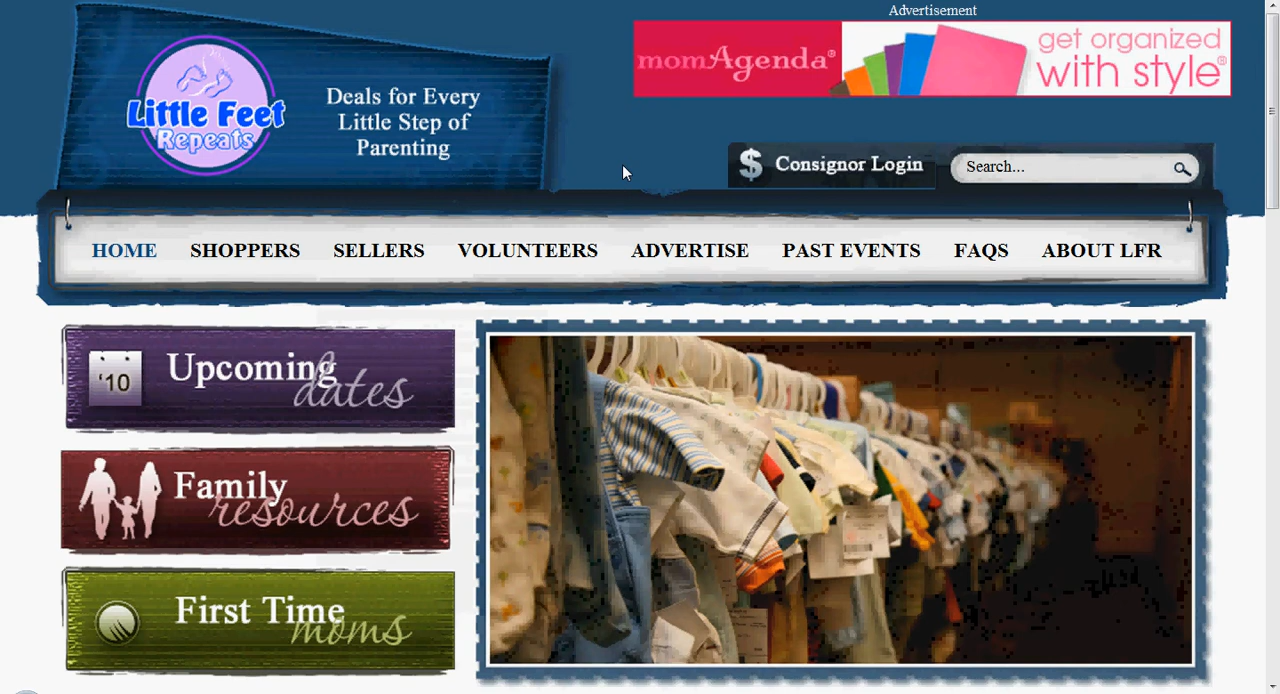 Advertisement
momAgenda®
get organized
with style®
Little Feet
Repeats
Deals for Every
Little Step of
Parenting
$ Consignor Login
Search...
HOME SHOPPERS SELLERS VOLUNTEERS ADVERTISE PAST EVENTS FAQS ABOUT LFR
'10
Upcoming
dates
Family
resources
First Time
moms